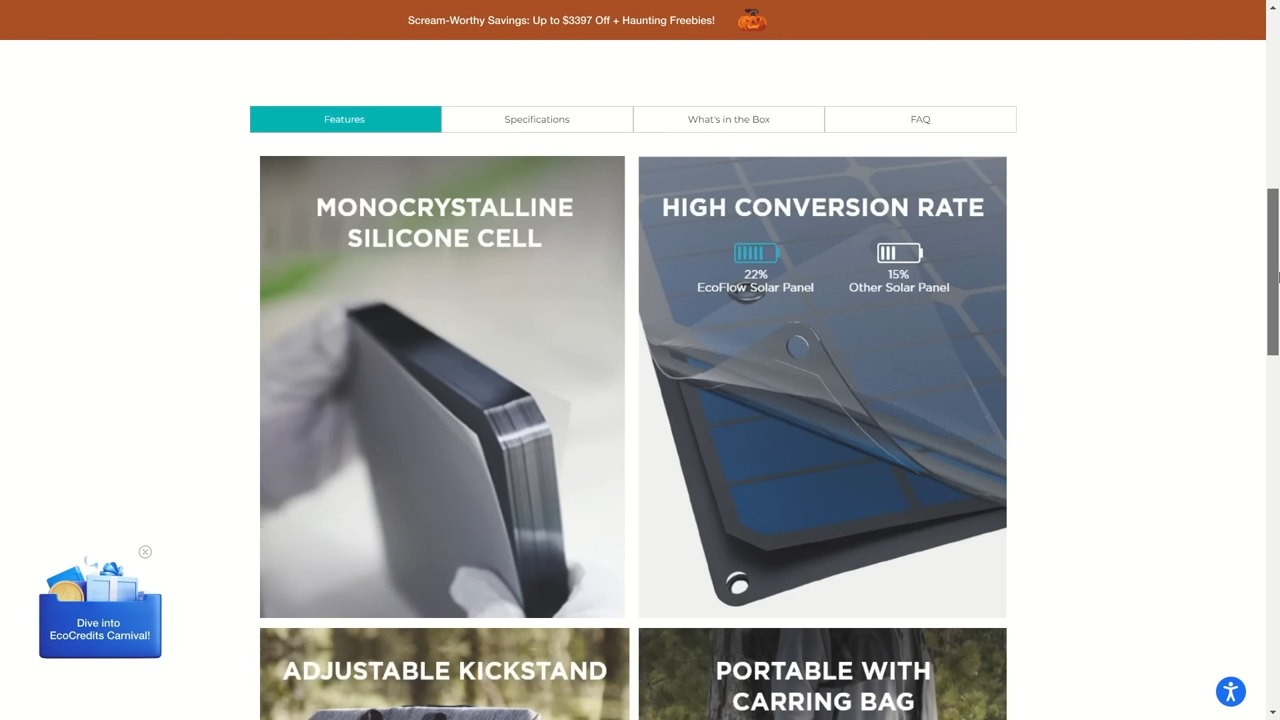 Scream-Worthy Savings: Up to $3397 Off + Haunting Freebies!
Features
Specifications
What's in the Box
FAQ
MONOCRYSTALLINE
SILICONE CELL
HIGH CONVERSION RATE
22%
EcoFlow Solar Panel
15%
Other Solar Panel
Dive into
EcoCredits Carnival!
ADJUSTABLE KICKSTAND
PORTABLE WITH
CARRING BAG